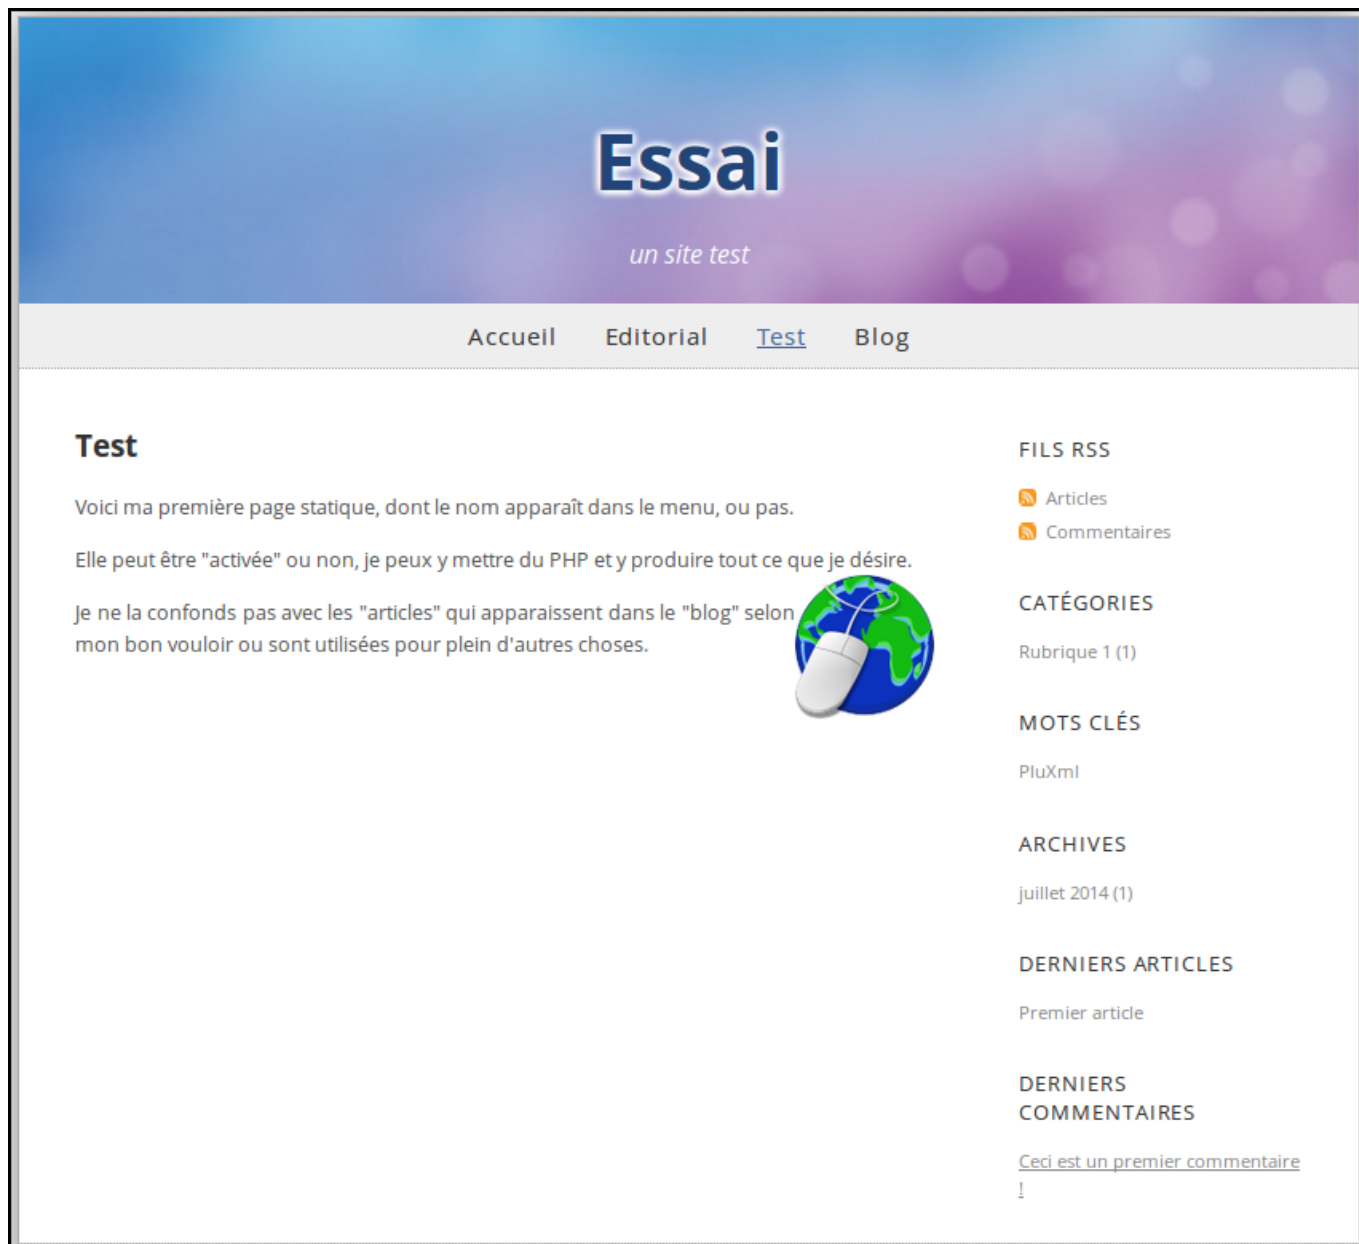 Essai
un site test
Accueil Editorial Test Blog
Test
Voici ma première page statique, dont le nom apparaît dans le menu, ou pas.
Elle peut être "activée" ou non, je peux y mettre du PHP et y produire tout ce que je désire.
Je ne la confonds pas avec les "articles" qui apparaissent dans le "blog" selon
mon bon vouloir ou sont utilisées pour plein d'autres choses.
FILS RSS
Articles
Commentaires
CATÉGORIES
Rubrique 1 (1)
MOTS CLÉS
PluXml
ARCHIVES
juillet 2014 (1)
DERNIERS ARTICLES
Premier article
DERNIERS
COMMENTAIRES
Ceci est un premier commentaire
!